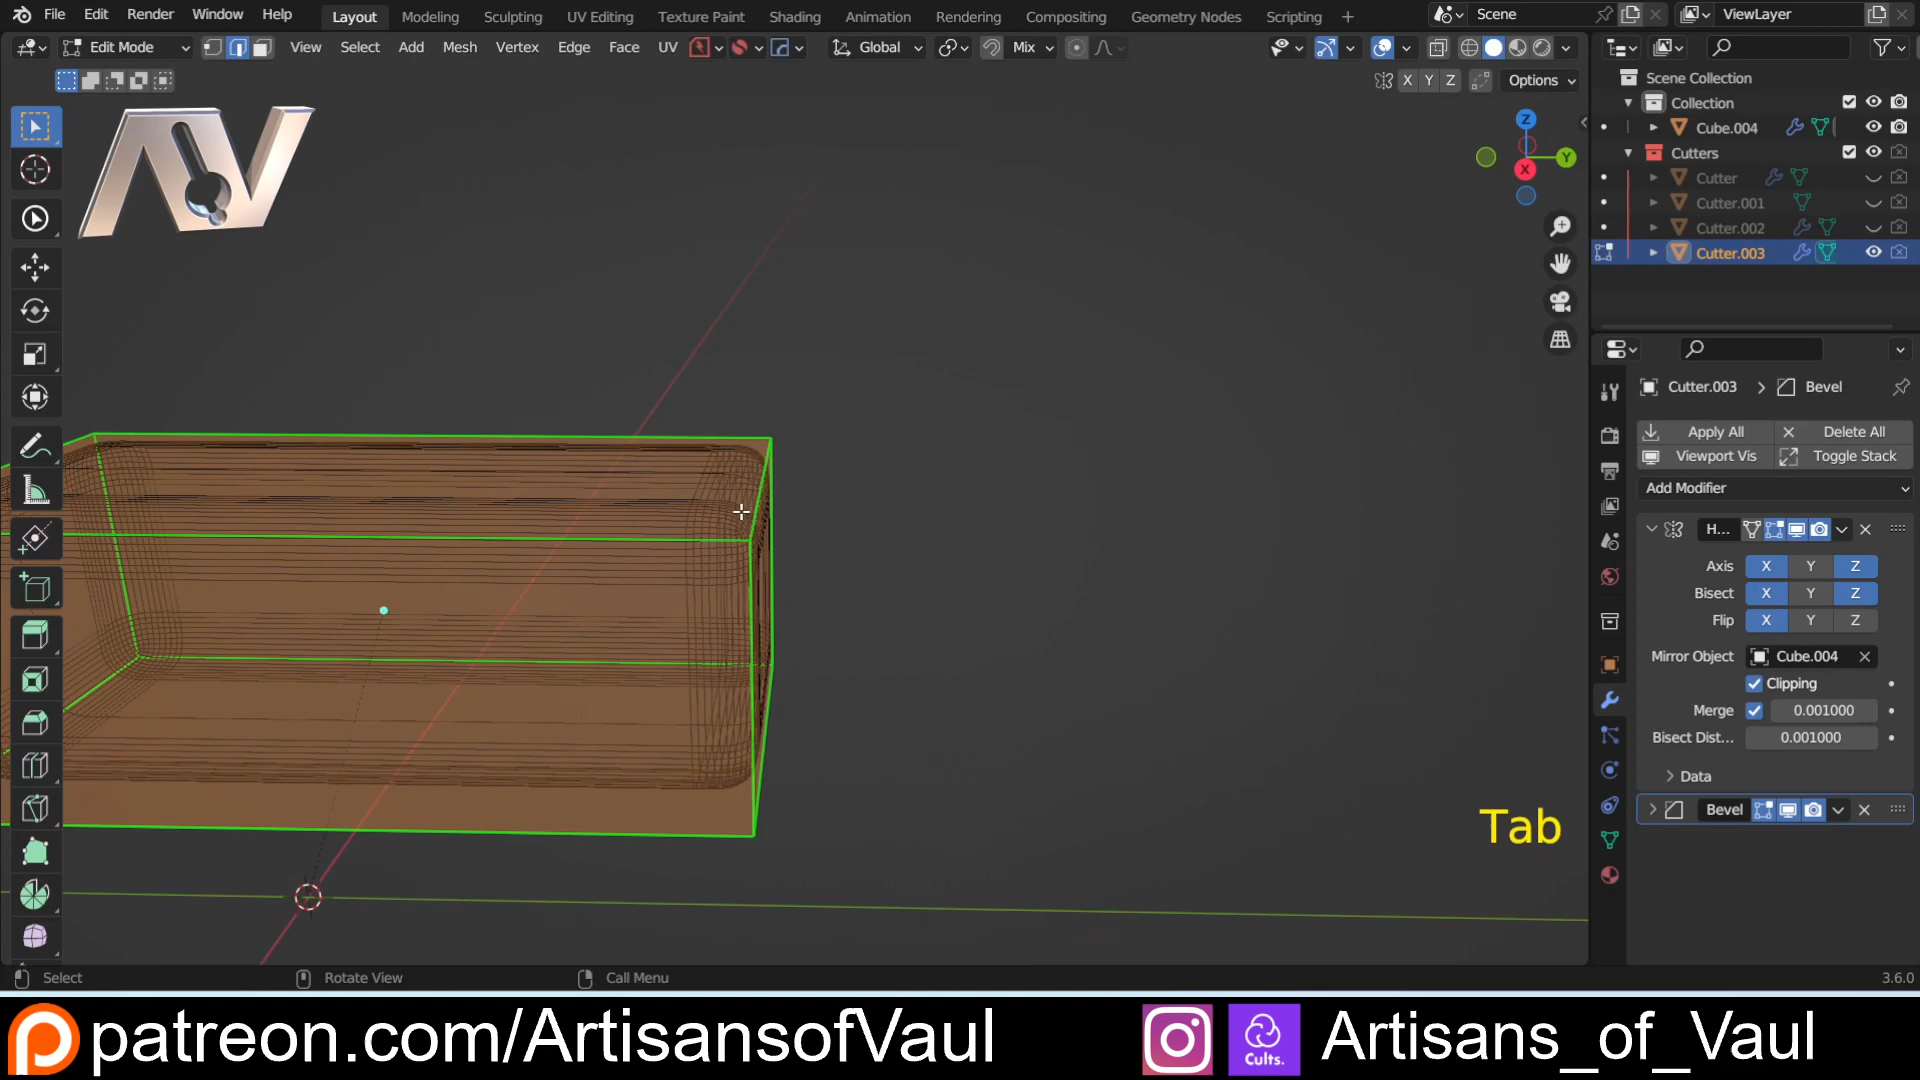 File Edit Render Window Help Layout Modeling Sculpting UV Editing Texture Paint Shading Animation Rendering Compositing Geometry Nodes Scripting + Scene ViewLayer
Edit Mode View Select Add Mesh Vertex Edge Face UV Global Mix
X Y Z Options
Scene Collection
Collection
Cube.004
Cutters
Cutter
Cutter.001
Cutter.002
Cutter.003
AV
Z
Y
X
Cutter.003 > Bevel
Apply All Delete All
Viewport Vis Toggle Stack
Add Modifier
H...
Axis X Y Z
Bisect X Y Z
Flip X Y Z
Mirror Object Cube.004
Clipping
Merge 0.001000
Bisect Dist... 0.001000
Data
Bevel
Tab
Select Rotate View Call Menu 3.6.0
patreon.com/ArtisansofVaul Cults. Artisans_of_Vaul